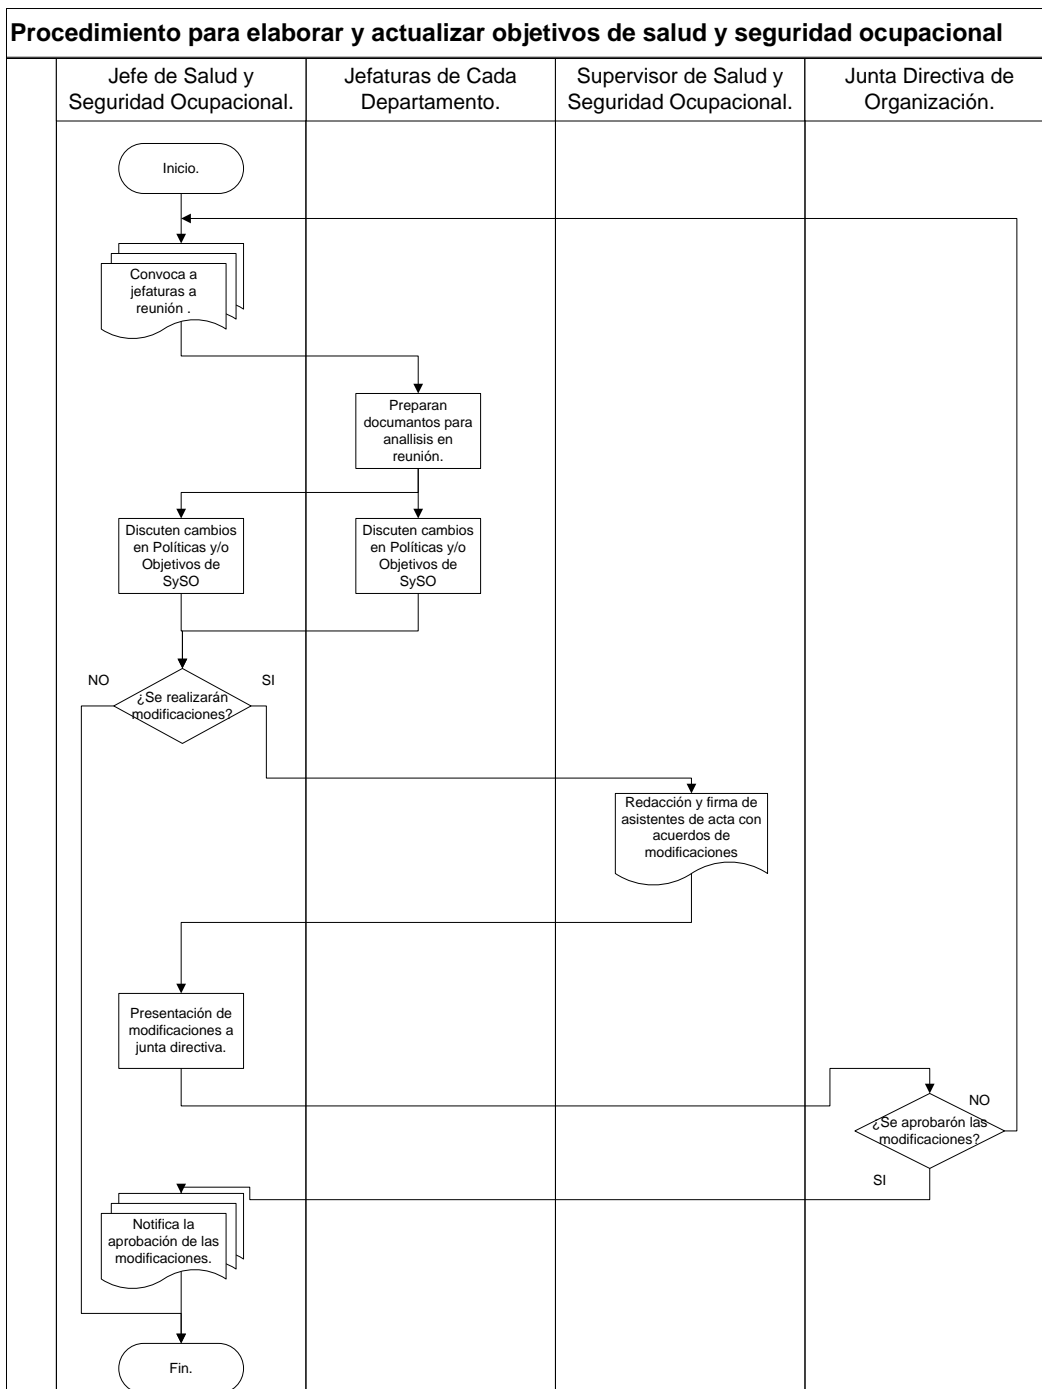 Procedimiento para elaborar y actualizar objetivos de salud y seguridad ocupacional
Jefe de Salud y
Seguridad Ocupacional.
Jefaturas de Cada
Departamento.
Supervisor de Salud y
Seguridad Ocupacional.
Junta Directiva de
Organización.
Inicio.
Convoca a
jefaturas a
reunión .
Preparan
documantos para
anallisis en
reunión.
Discuten cambios
en Políticas y/o
Objetivos de
SySO
Discuten cambios
en Políticas y/o
Objetivos de
SySO
NO
SI
¿Se realizarán
modificaciones?
Redacción y firma de
asistentes de acta con
acuerdos de
modificaciones
Presentación de
modificaciones a
junta directiva.
NO
¿Se aprobarón las
modificaciones?
SI
Notifica la
aprobación de las
modificaciones.
Fin.